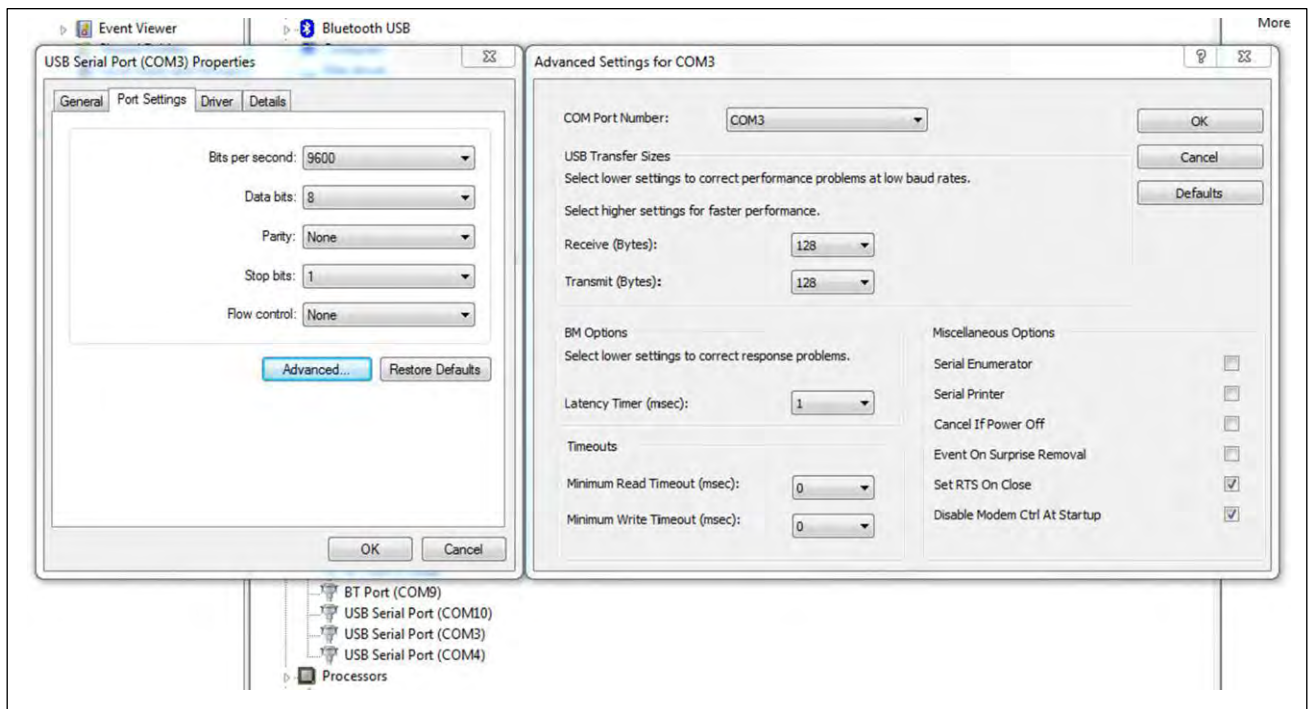 Event Viewer
Bluetooth USB
More
USB Serial Port (COM3) Properties
General
Port Settings
Driver
Details
Bits per second: 9600
Data bits: 8
Parity: None
Stop bits: 1
Flow control: None
Advanced...
Restore Defaults
OK
Cancel
Advanced Settings for COM3
COM Port Number: COM3
OK
USB Transfer Sizes
Cancel
Select lower settings to correct performance problems at low baud rates.
Defaults
Select higher settings for faster performance.
Receive (Bytes): 128
Transmit (Bytes): 128
BM Options
Select lower settings to correct response problems.
Latency Timer (msec): 1
Timeouts
Minimum Read Timeout (msec): 0
Minimum Write Timeout (msec): 0
Miscellaneous Options
Serial Enumerator
Serial Printer
Cancel If Power Off
Event On Surprise Removal
Set RTS On Close
Disable Modem Ctrl At Startup
BT Port (COM9)
USB Serial Port (COM10)
USB Serial Port (COM3)
USB Serial Port (COM4)
Processors